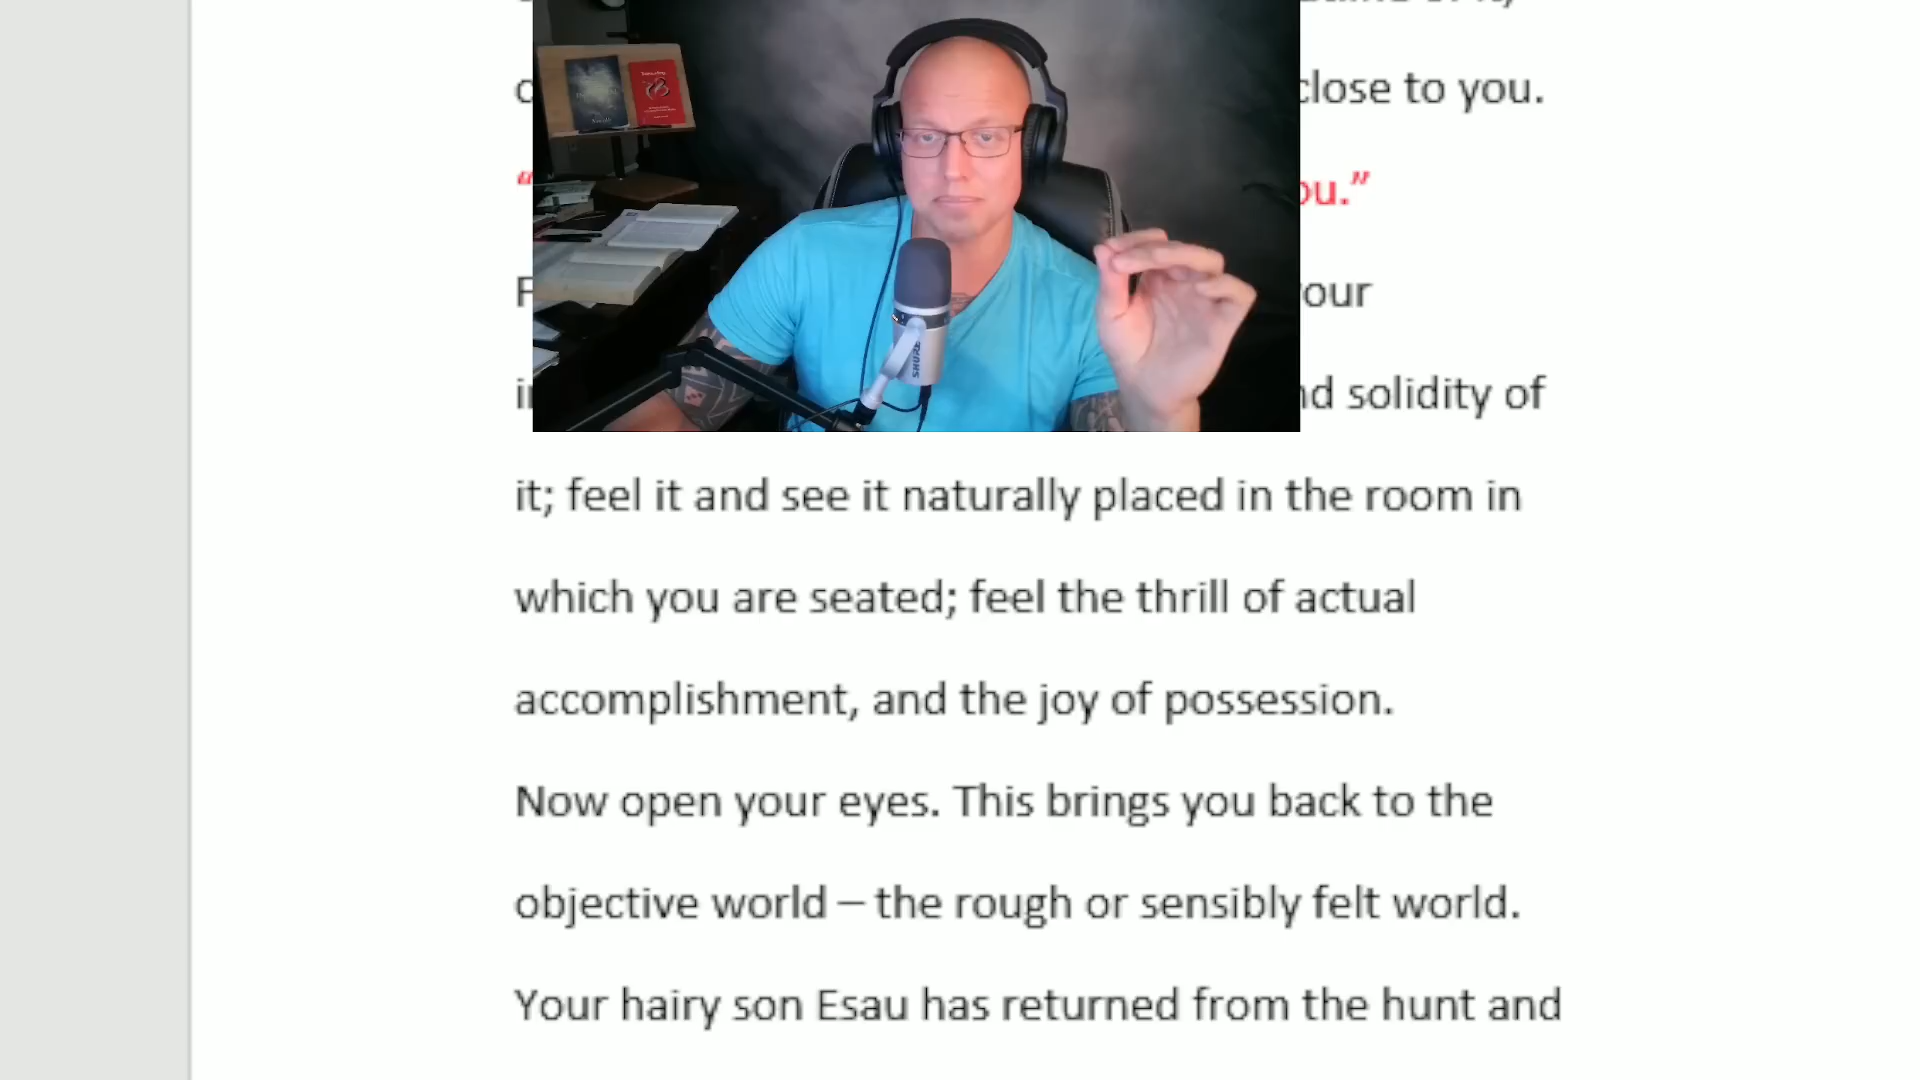 close to you.
“ ou.”
F our
in nd solidity of
it; feel it and see it naturally placed in the room in
which you are seated; feel the thrill of actual
accomplishment, and the joy of possession.
Now open your eyes. This brings you back to the
objective world – the rough or sensibly felt world.
Your hairy son Esau has returned from the hunt and
SHURE